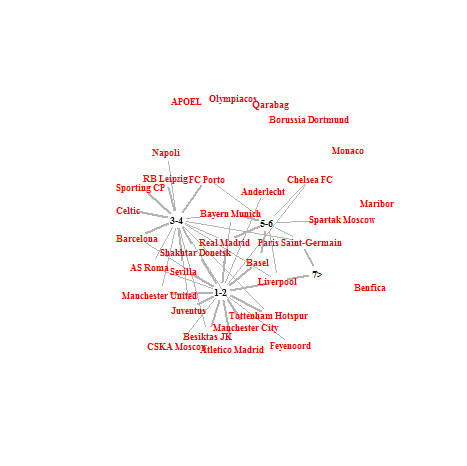 Olympiacos
APOEL
Qarabag
Borussia Dortmund
Monaco
Napoli
RB Leipzig
FC Porto
Chelsea FC
Sporting CP
Anderlecht
Maribor
Celtic
Bayern Munich
3-4
5-6
Spartak Moscow
Barcelona
Real Madrid
Paris Saint-Germain
Shakhtar Donetsk
Basel
AS Roma
Sevilla
7>
Liverpool
Benfica
1-2
Manchester United
Juventus
Tottenham Hotspur
Manchester City
Besiktas JK
CSKA Moscow
Atletico Madrid
Feyenoord